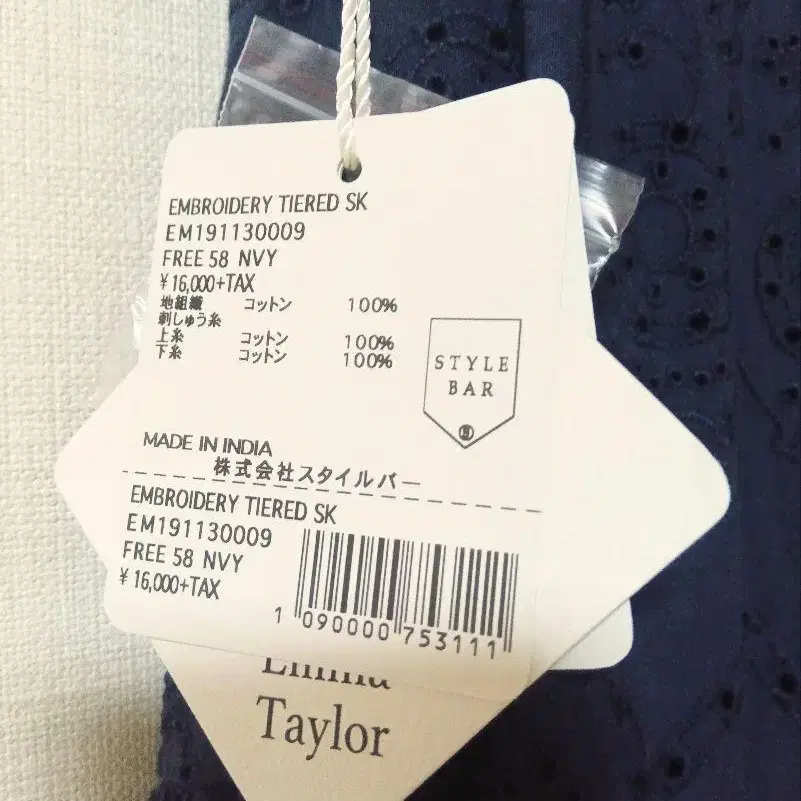 EMBROIDERY TIERED SK
EM191130009
FREE 58 NVY
¥16,000+TAX
地組織 コットン 100%
刺しゅう糸
上糸 コットン 100%
下糸 コットン 100%
STYLE
BAR
MADE IN INDIA
株式会社スタイルバー
EMBROIDERY TIERED SK
EM191130009
FREE 58 NVY
¥16,000+TAX
1 090000 753111
Taylor